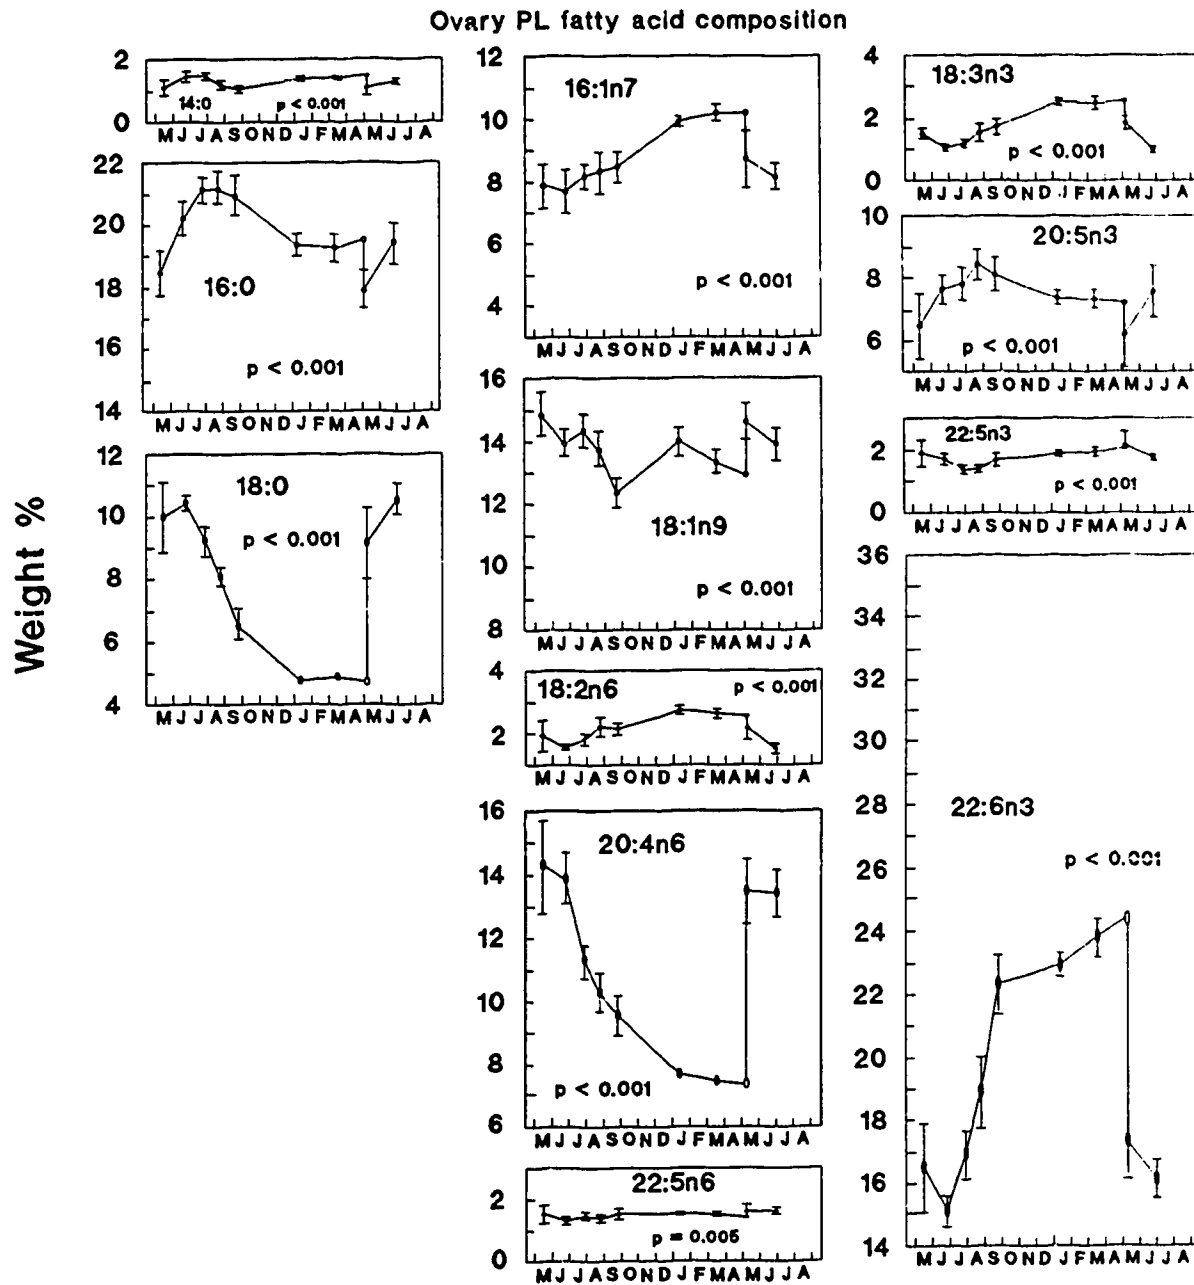 Ovary PL fatty acid composition
Weight %
2
0
14:0
p < 0.001
M J J A S O N D J F M A M J J A
22
20
18
16
14
16:0
p < 0.001
M J J A S O N D J F M A M J J A
12
10
8
6
4
18:0
p < 0.001
M J J A S O N D J F M A M J J A
12
10
8
6
4
16:1n7
p < 0.001
M J J A S O N D J F M A M J J A
16
14
12
10
8
18:1n9
p < 0.001
M J J A S O N D J F M A M J J A
4
2
18:2n6
p < 0.001
M J J A S O N D J F M A M J J A
16
14
12
10
8
6
20:4n6
p < 0.001
M J J A S O N D J F M A M J J A
2
0
22:5n6
p = 0.005
M J J A S O N D J F M A M J J A
4
2
0
18:3n3
p < 0.001
M J J A S O N D J F M A M J J A
10
8
6
20:5n3
p < 0.001
M J J A S O N D J F M A M J J A
2
0
22:5n3
p < 0.001
M J J A S O N D J F M A M J J A
36
34
32
30
28
26
24
22
20
18
16
14
22:6n3
p < 0.001
M J J A S O N D J F M A M J J A